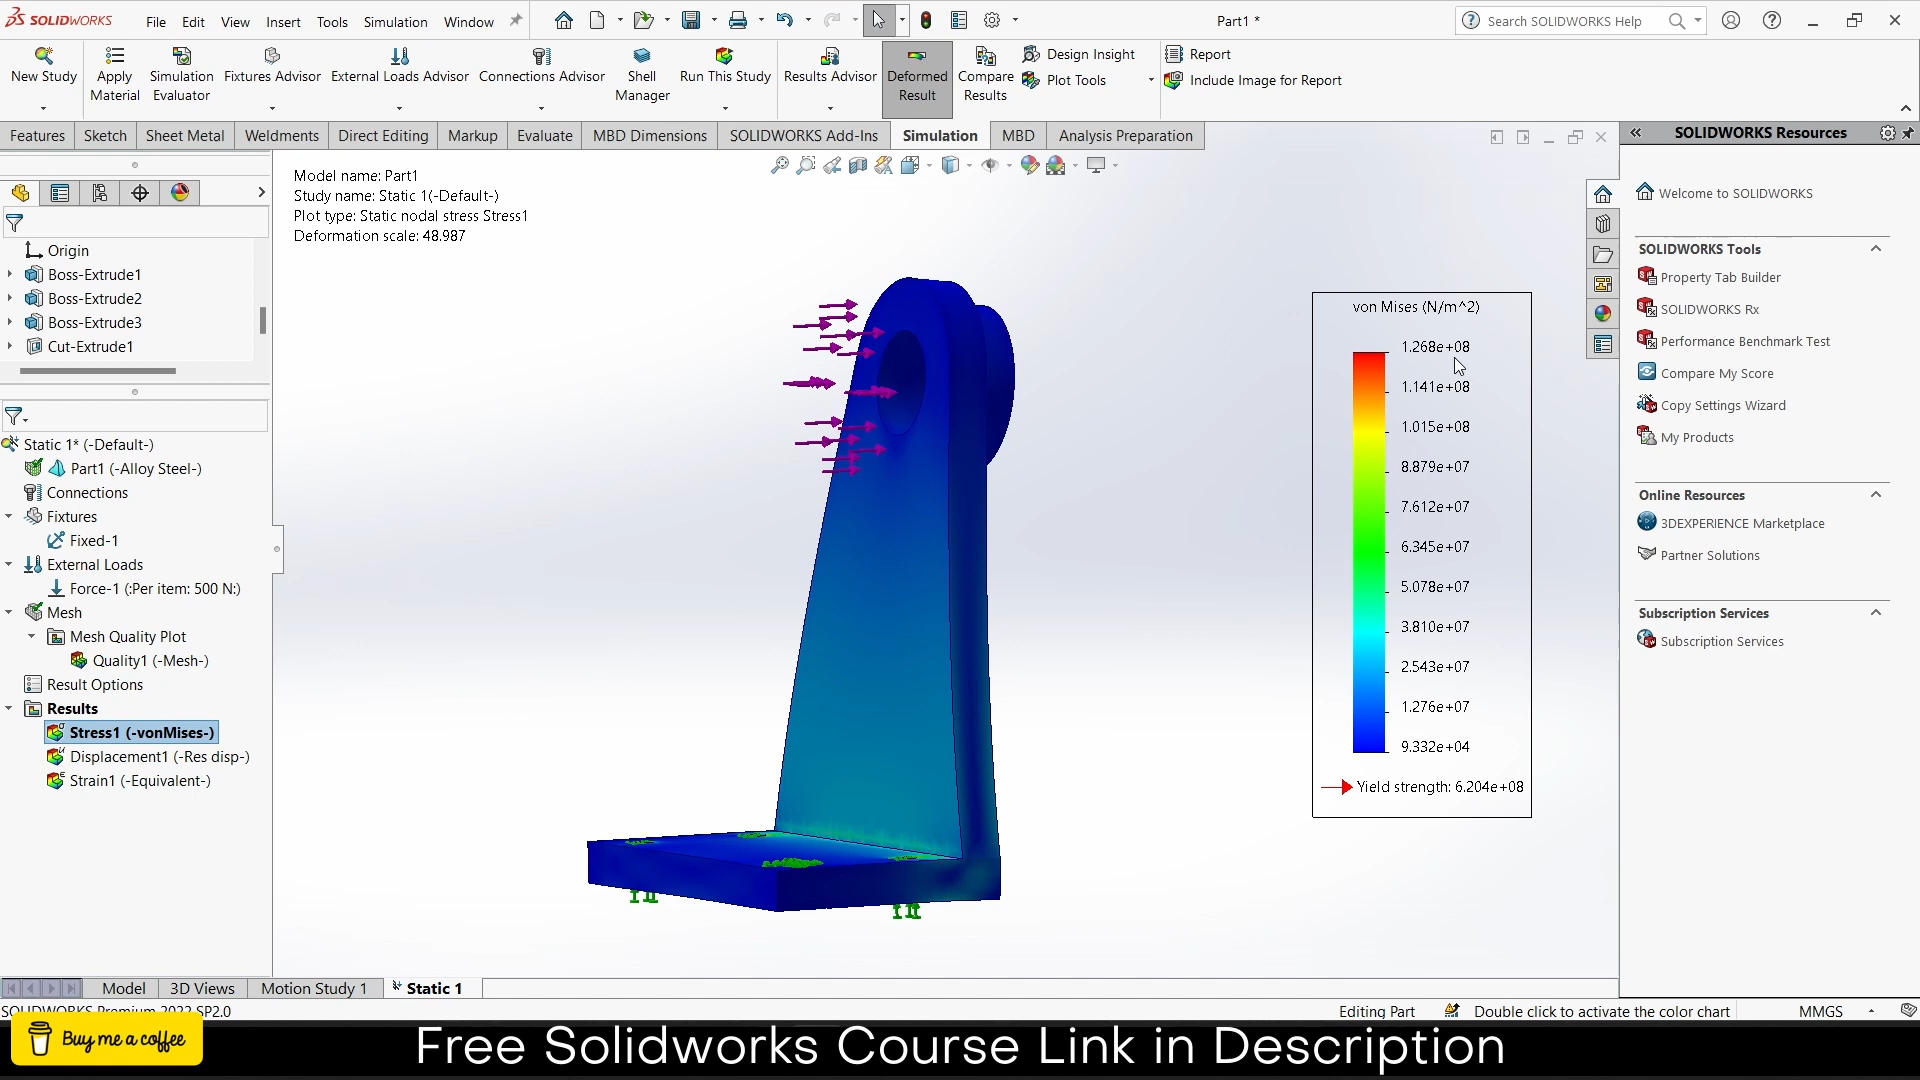 SOLIDWORKS
File Edit View Insert Tools Simulation Window
Part1 *
Search SOLIDWORKS Help
New Study
Apply Material
Simulation Evaluator
Fixtures Advisor
External Loads Advisor
Connections Advisor
Shell Manager
Run This Study
Results Advisor
Deformed Result
Compare Results
Design Insight
Plot Tools
Report
Include Image for Report
Features Sketch Sheet Metal Weldments Direct Editing Markup Evaluate MBD Dimensions SOLIDWORKS Add-Ins Simulation MBD Analysis Preparation
Origin
Boss-Extrude1
Boss-Extrude2
Boss-Extrude3
Cut-Extrude1
Static 1* (-Default-)
Part1 (-Alloy Steel-)
Connections
Fixtures
Fixed-1
External Loads
Force-1 (:Per item: 500 N:)
Mesh
Mesh Quality Plot
Quality1 (-Mesh-)
Result Options
Results
Stress1 (-vonMises-)
Displacement1 (-Res disp-)
Strain1 (-Equivalent-)
Model name: Part1
Study name: Static 1(-Default-)
Plot type: Static nodal stress Stress1
Deformation scale: 48.987
von Mises (N/m^2)
1.268e+08
1.141e+08
1.015e+08
8.879e+07
7.612e+07
6.345e+07
5.078e+07
3.810e+07
2.543e+07
1.276e+07
9.332e+04
Yield strength: 6.204e+08
SOLIDWORKS Resources
Welcome to SOLIDWORKS
SOLIDWORKS Tools
Property Tab Builder
SOLIDWORKS Rx
Performance Benchmark Test
Compare My Score
Copy Settings Wizard
My Products
Online Resources
3DEXPERIENCE Marketplace
Partner Solutions
Subscription Services
Subscription Services
Model 3D Views Motion Study 1 Static 1
SOLIDWORKS Premium 2022 SP2.0
Editing Part
Double click to activate the color chart
MMGS
Buy me a coffee
Free Solidworks Course Link in Description